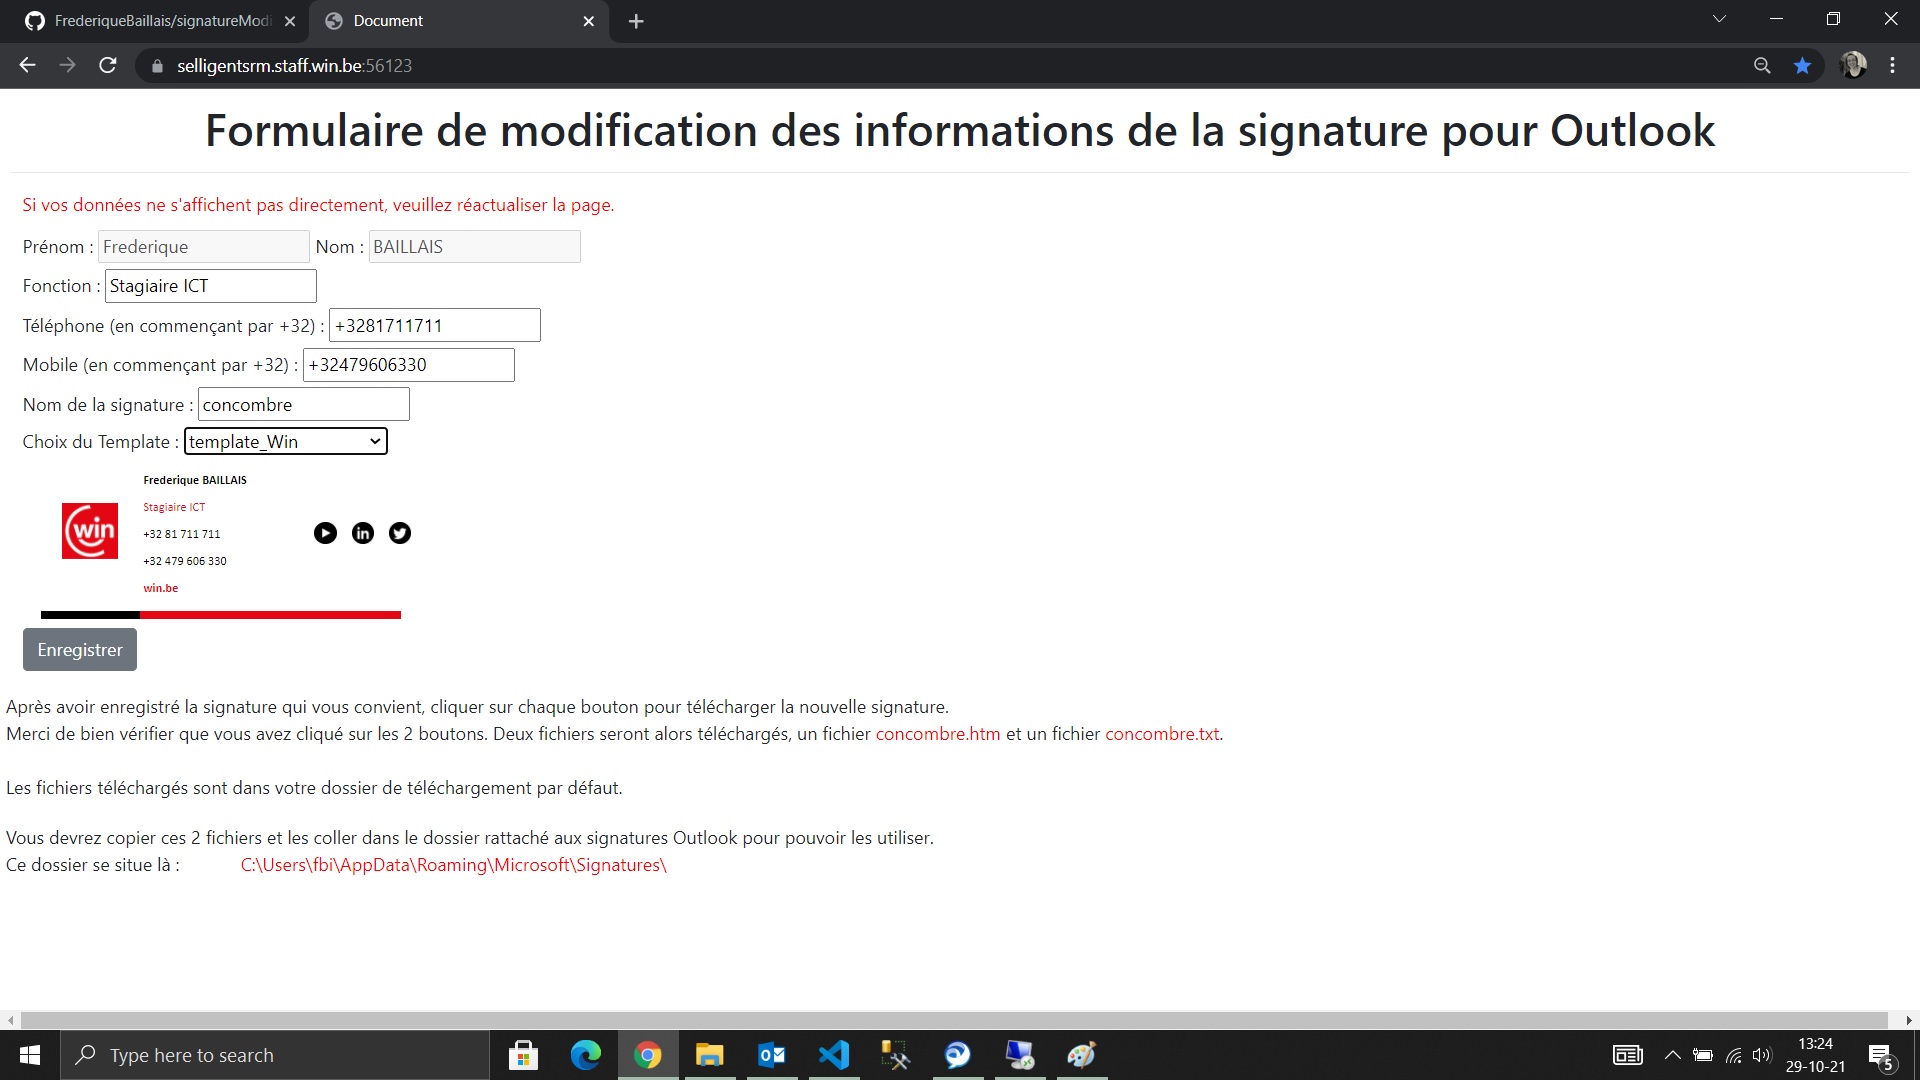 FrederiqueBaillais/signatureModi
Document
selligentsrm.staff.win.be:56123
Formulaire de modification des informations de la signature pour Outlook
Si vos données ne s'affichent pas directement, veuillez réactualiser la page.
Prénom : Frederique Nom : BAILLAIS
Fonction : Stagiaire ICT
Téléphone (en commençant par +32) : +3281711711
Mobile (en commençant par +32) : +32479606330
Nom de la signature : concombre
Choix du Template : template_Win
Frederique BAILLAIS
Stagiaire ICT
win
+32 81 711 711
in
+32 479 606 330
win.be
Enregistrer
Après avoir enregistré la signature qui vous convient, cliquer sur chaque bouton pour télécharger la nouvelle signature.
Merci de bien vérifier que vous avez cliqué sur les 2 boutons. Deux fichiers seront alors téléchargés, un fichier concombre.htm et un fichier concombre.txt.
Les fichiers téléchargés sont dans votre dossier de téléchargement par défaut.
Vous devrez copier ces 2 fichiers et les coller dans le dossier rattaché aux signatures Outlook pour pouvoir les utiliser.
Ce dossier se situe là : C:\Users\fbi\AppData\Roaming\Microsoft\Signatures\
Type here to search
13:24
29-10-21
5